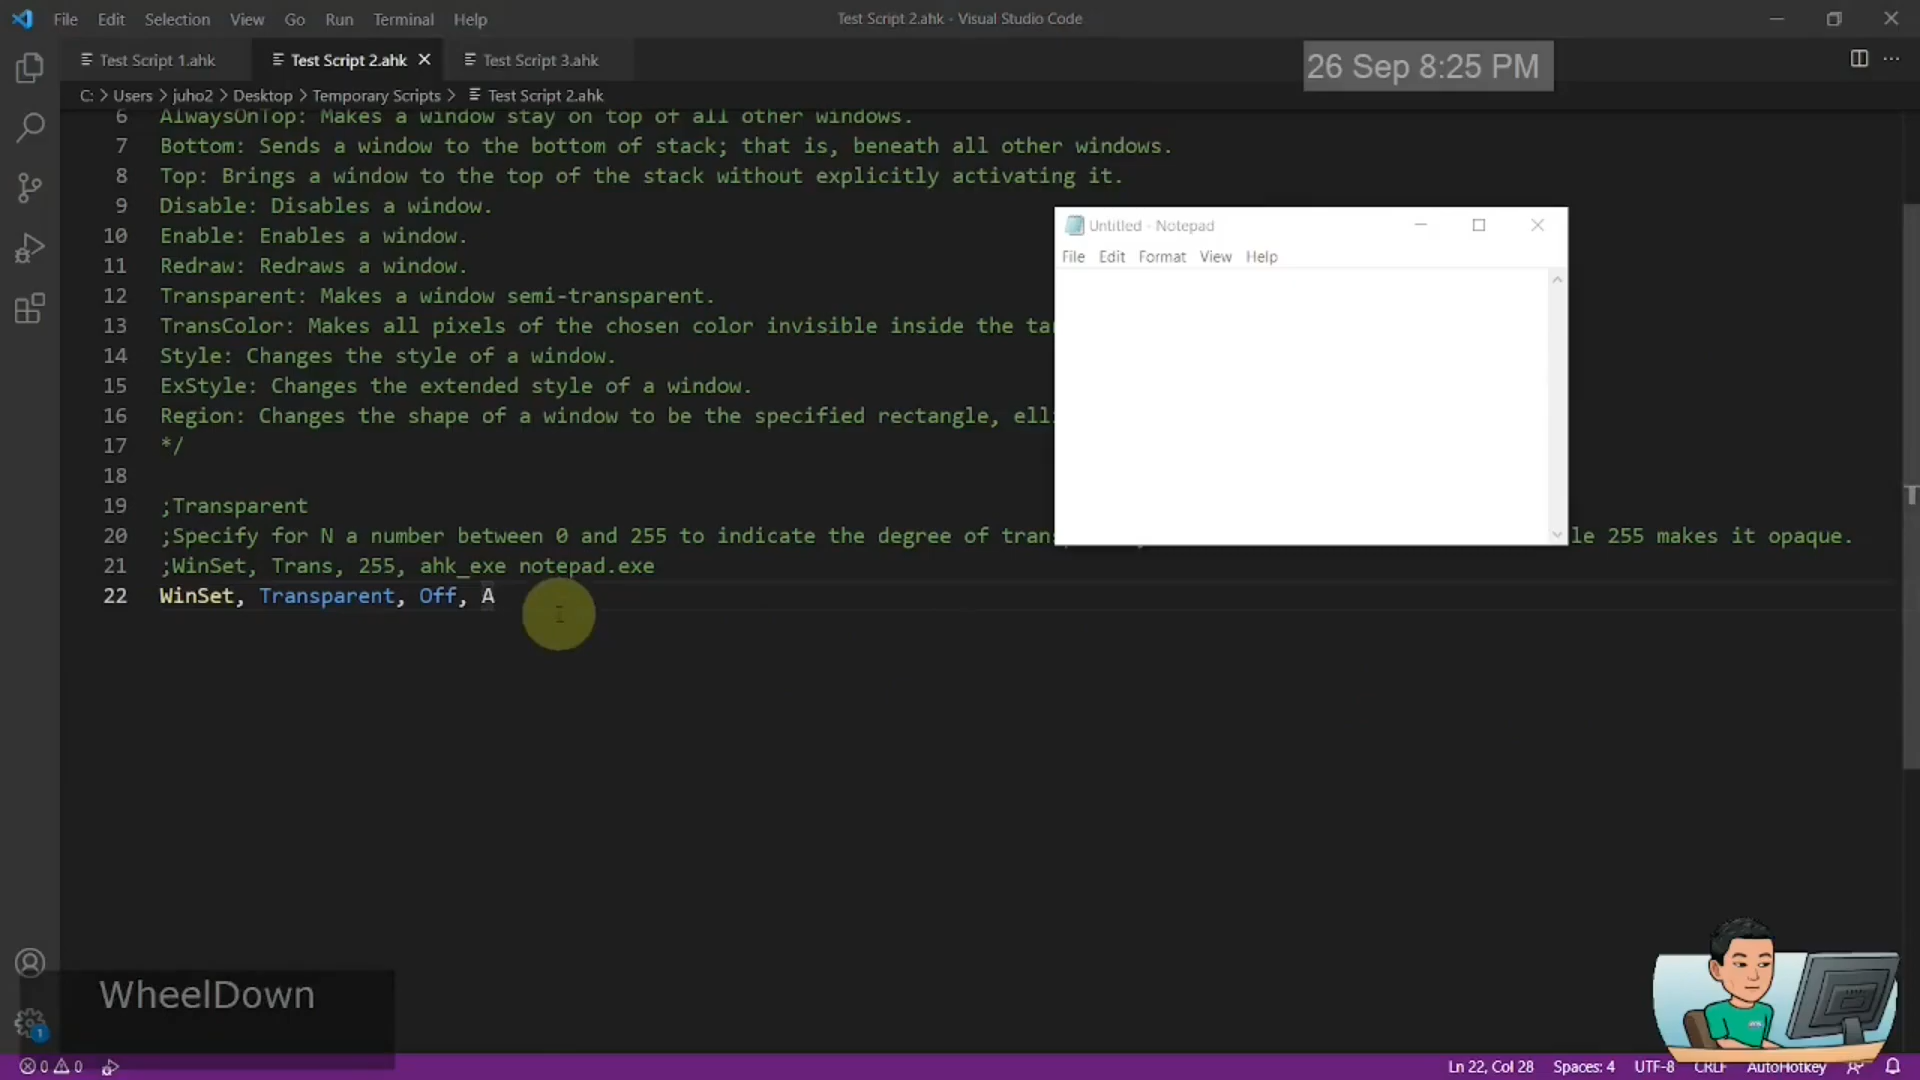 File Edit Selection View Go Run Terminal Help
Test Script 2.ahk - Visual Studio Code
Test Script 1.ahk
Test Script 2.ahk
Test Script 3.ahk
26 Sep 8:25 PM
C: > Users > juho2 > Desktop > Temporary Scripts > Test Script 2.ahk
6 AlwaysOnTop: Makes a window stay on top of all other windows.
7 Bottom: Sends a window to the bottom of stack; that is, beneath all other windows.
8 Top: Brings a window to the top of the stack without explicitly activating it.
9 Disable: Disables a window.
10 Enable: Enables a window.
11 Redraw: Redraws a window.
12 Transparent: Makes a window semi-transparent.
13 TransColor: Makes all pixels of the chosen color invisible inside the ta
14 Style: Changes the style of a window.
15 ExStyle: Changes the extended style of a window.
16 Region: Changes the shape of a window to be the specified rectangle, ell
17 */
18
19 ;Transparent
20 ;Specify for N a number between 0 and 255 to indicate the degree of tran le 255 makes it opaque.
21 ;WinSet, Trans, 255, ahk_exe notepad.exe
22 WinSet, Transparent, Off, A
Untitled - Notepad
File Edit Format View Help
WheelDown
1
0 0
Ln 22, Col 28 Spaces: 4 UTF-8 CRLF AutoHotkey